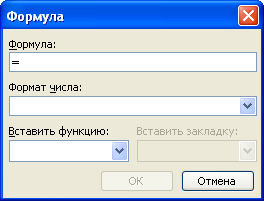 Формула
Формула:
=
Формат числа:
Вставить функцию: Вставить закладку:
ОК Отмена